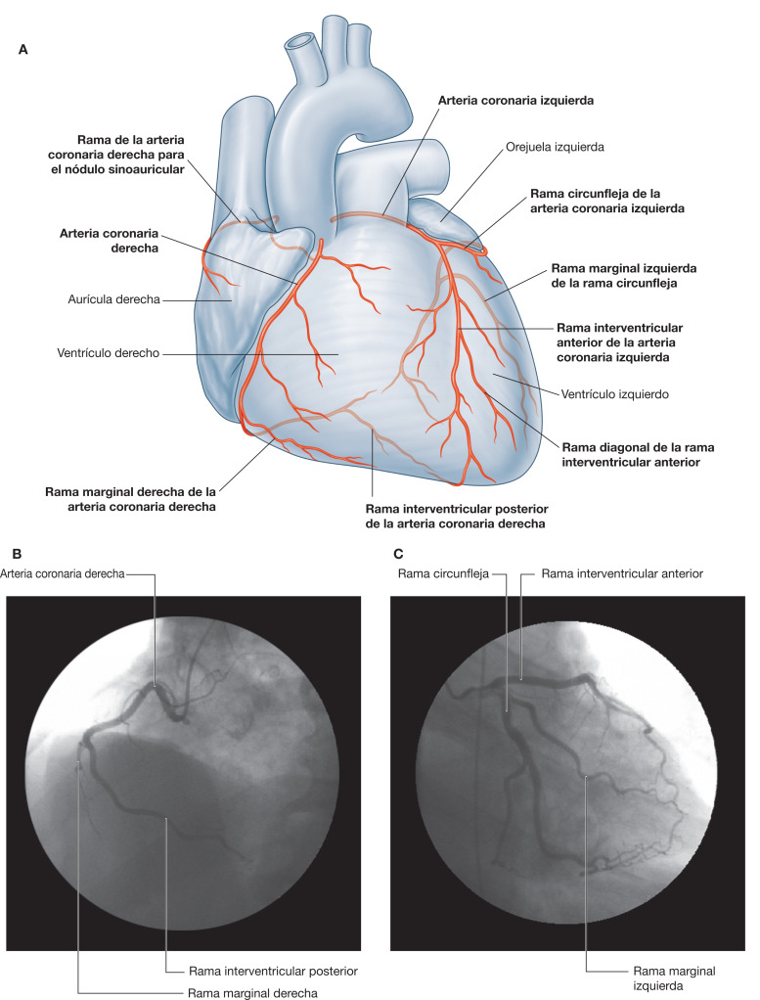 A
Arteria coronaria izquierda
Rama de la arteria
coronaria derecha para
el nódulo sinoauricular
Orejuela izquierda
Rama circunfleja de la
arteria coronaria izquierda
Arteria coronaria
derecha
Rama marginal izquierda
de la rama circunfleja
Aurícula derecha
Rama interventricular
anterior de la arteria
coronaria izquierda
Ventrículo derecho
Ventrículo izquierdo
Rama diagonal de la rama
interventricular anterior
Rama marginal derecha de la
arteria coronaria derecha
Rama interventricular posterior
de la arteria coronaria derecha
B
Arteria coronaria derecha
Rama interventricular posterior
Rama marginal derecha
C
Rama circunfleja
Rama interventricular anterior
Rama marginal
izquierda